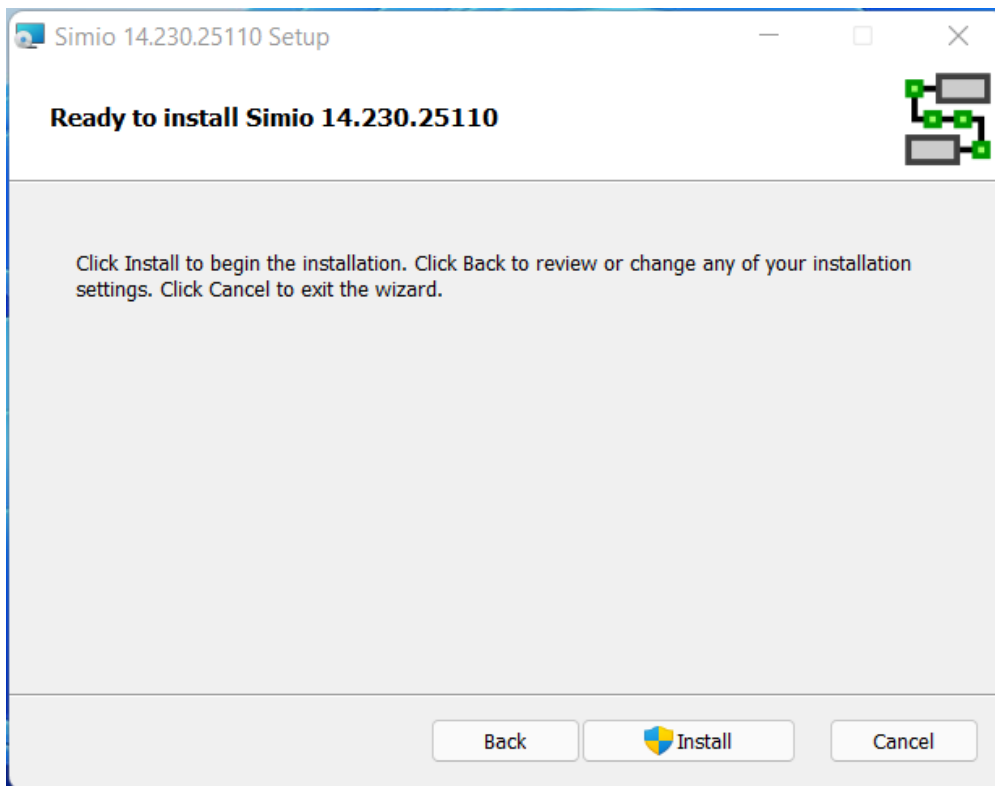 Simio 14.230.25110 Setup
Ready to install Simio 14.230.25110
Click Install to begin the installation. Click Back to review or change any of your installation
settings. Click Cancel to exit the wizard.
Back
Install
Cancel